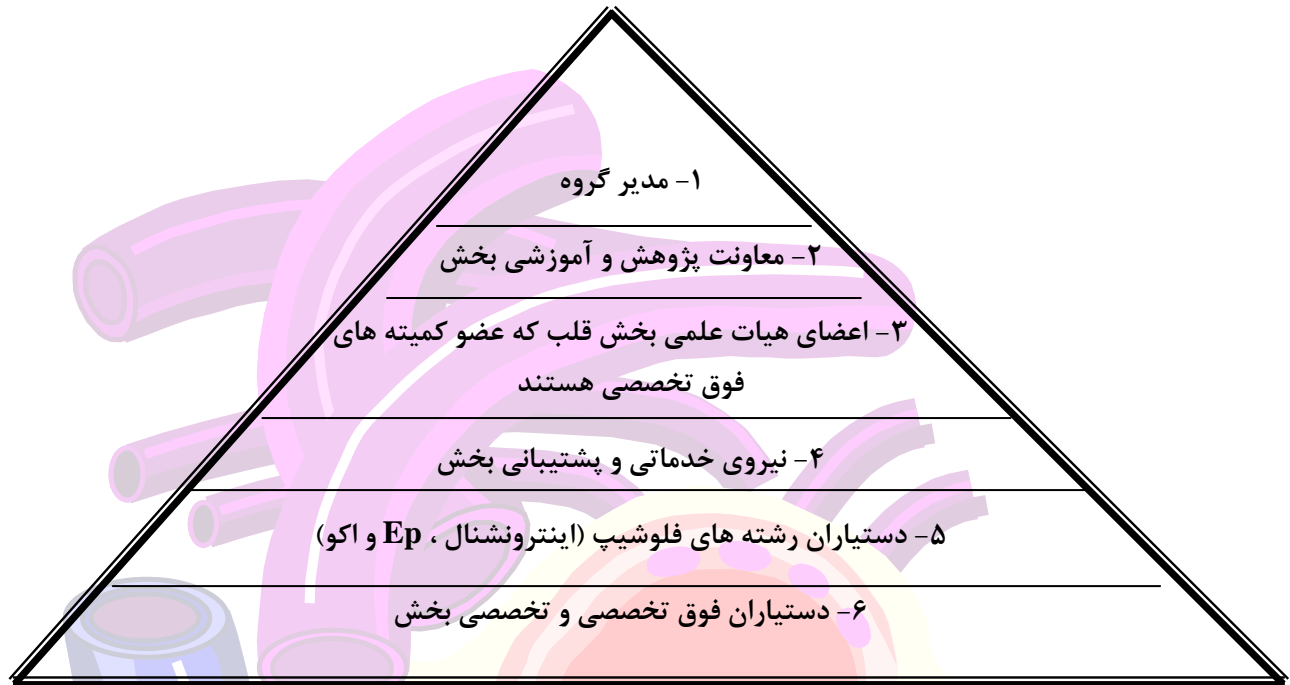 ۱- مدیر گروه
۲- معاونت پژوهش و آموزشی بخش
۳- اعضای هیات علمی بخش قلب که عضو کمیته های
فوق تخصصی هستند
۴- نیروی خدماتی و پشتیبانی بخش
۵- دستیاران رشته های فلوشیپ (اینترونشنال ، Ep و اکو)
۶- دستیاران فوق تخصصی و تخصصی بخش